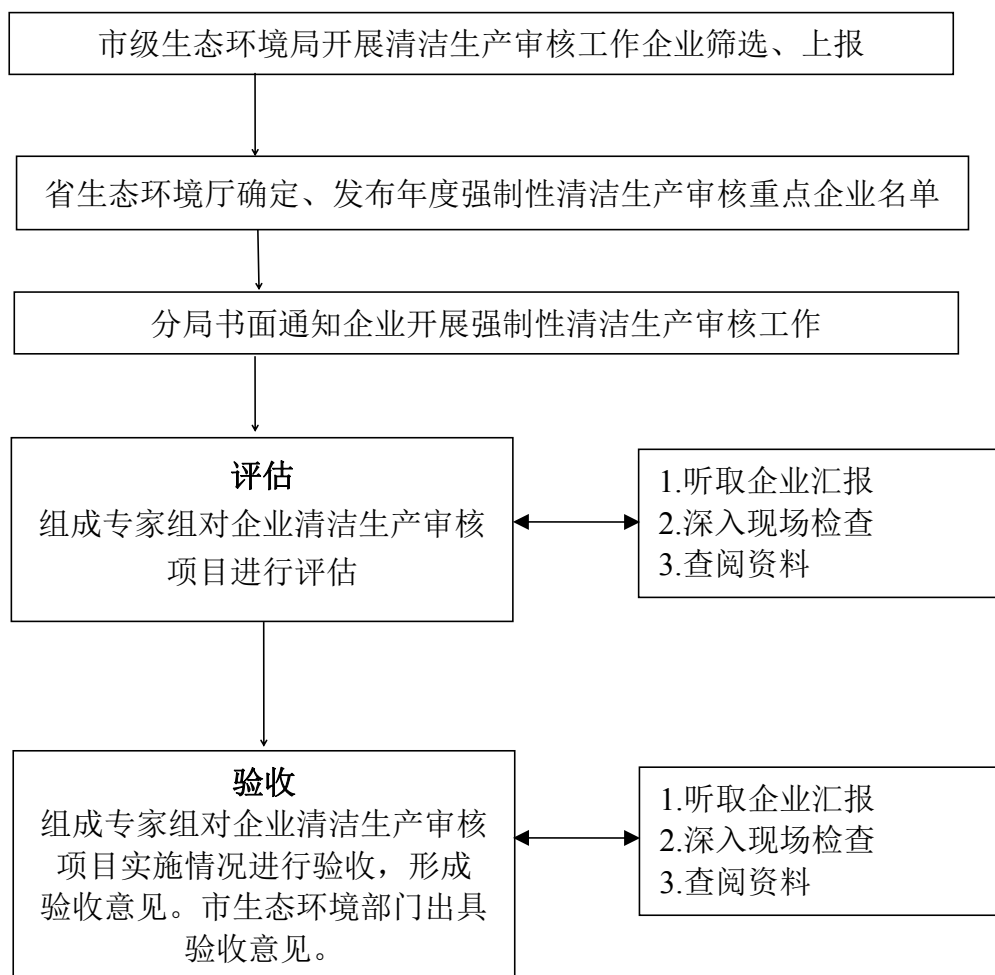 市级生态环境局开展清洁生产审核工作企业筛选、上报
省生态环境厅确定、发布年度强制性清洁生产审核重点企业名单
分局书面通知企业开展强制性清洁生产审核工作
评估
组成专家组对企业清洁生产审核
项目进行评估
1.听取企业汇报
2.深入现场检查
3.查阅资料
验收
组成专家组对企业清洁生产审核
项目实施情况进行验收，形成
验收意见。市生态环境部门出具
验收意见。
1.听取企业汇报
2.深入现场检查
3.查阅资料